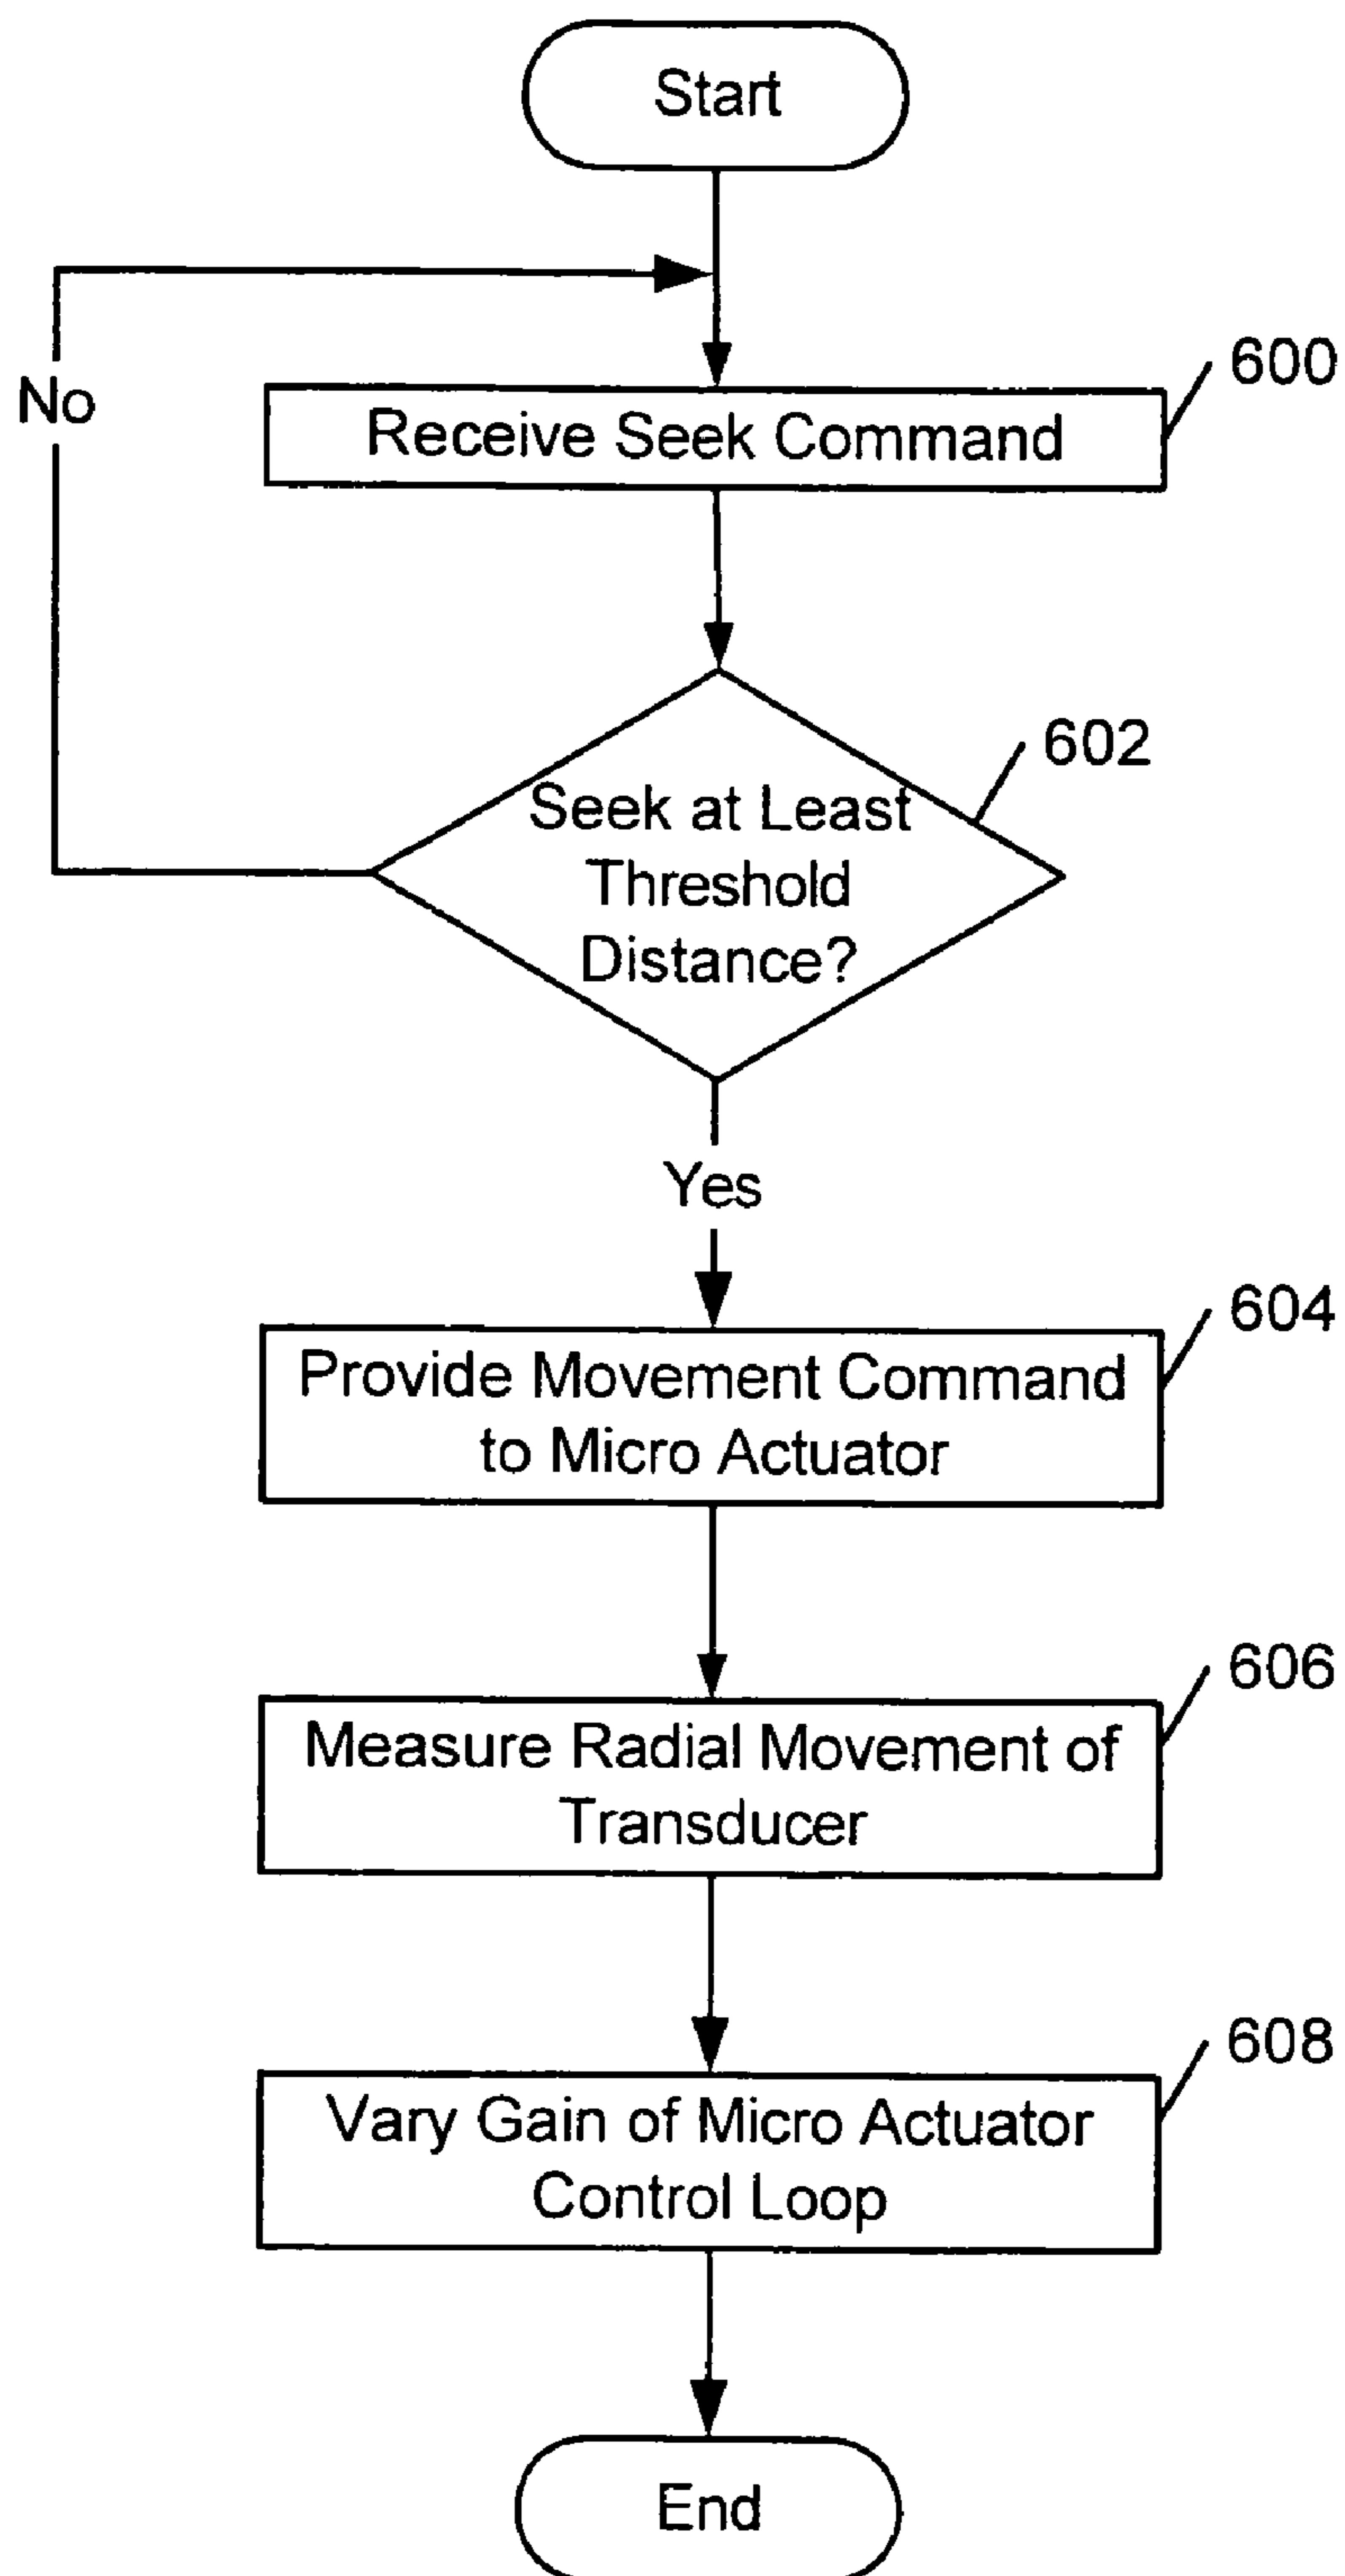 Start
No
600
Receive Seek Command
602
Seek at Least
Threshold
Distance?
Yes
604
Provide Movement Command
to Micro Actuator
606
Measure Radial Movement of
Transducer
608
Vary Gain of Micro Actuator
Control Loop
End